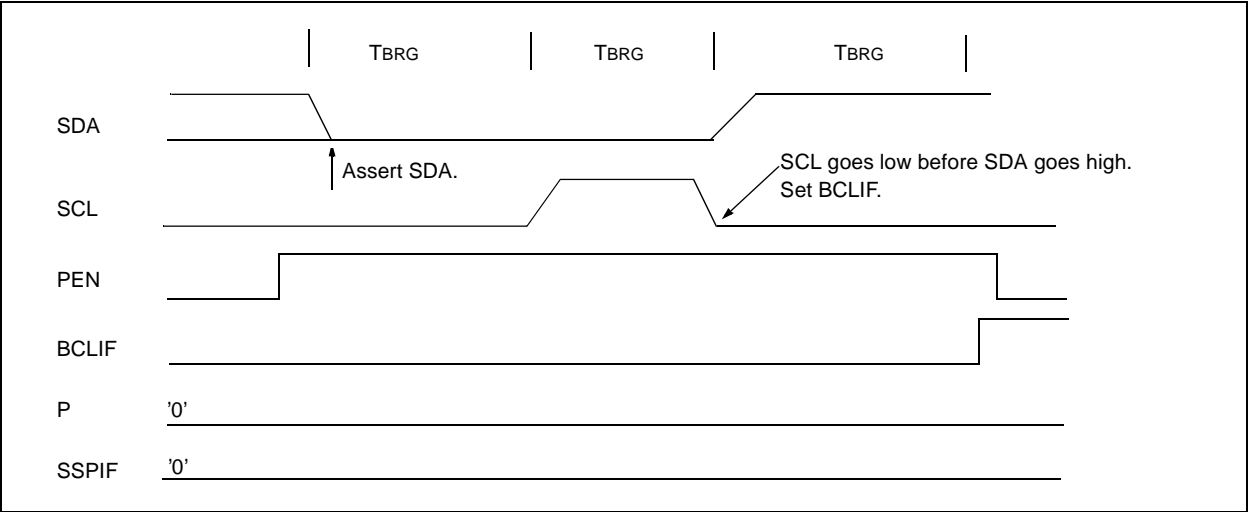 TBRG TBRG TBRG
SDA
Assert SDA.
SCL goes low before SDA goes high.
Set BCLIF.
SCL
PEN
BCLIF
P '0'
SSPIF '0'